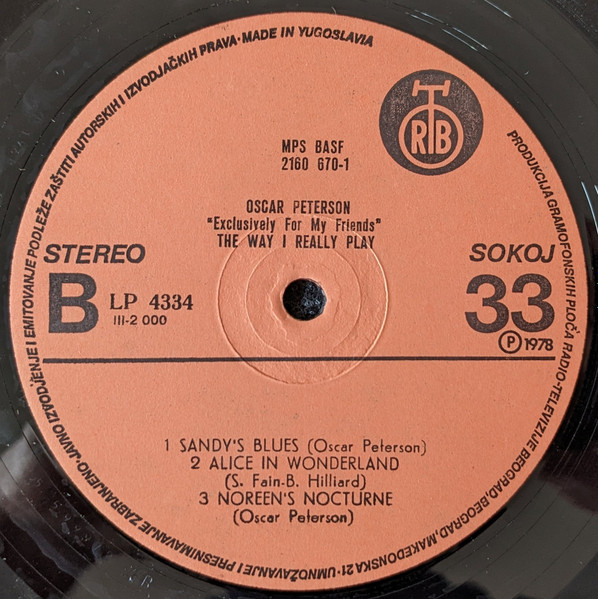 JAVNO IZVODJENJE I EMITOVANJE PODLEŽE ZAŠTITI AUTORSKIH I IZVODJAČKIH PRAVA · MADE IN YUGOSLAVIA
PRODUKCIJA GRAMOFONSKIH PLOČA RADIO-TELEVIZIJE BEOGRAD, BEOGRAD, MAKEDONSKA 21 · UMNOŽAVANJE I PRESNIMAVANJE ZABRANJENO ·
RTB
MPS BASF
2160 670-1
OSCAR PETERSON
"Exclusively For My Friends"
THE WAY I REALLY PLAY
STEREO
B LP 4334
III-2 000
SOKOJ
33
Ⓟ 1978
1 SANDY'S BLUES (Oscar Peterson)
2 ALICE IN WONDERLAND
(S. Fain-B. Hilliard)
3 NOREEN'S NOCTURNE
(Oscar Peterson)